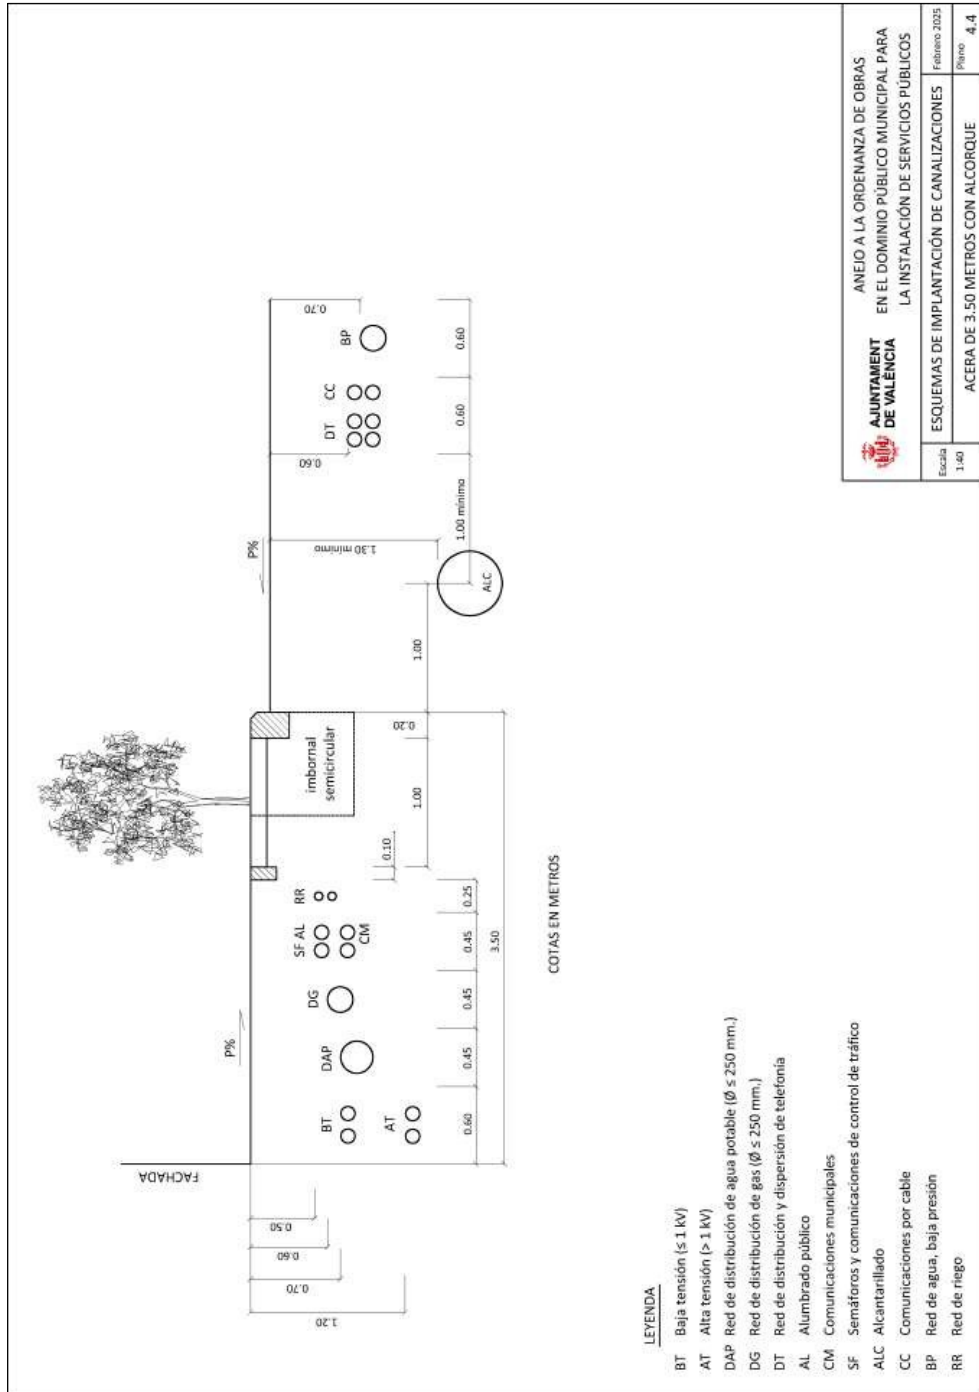 FACHADA
P%
P%
0.50
0.60
0.70
1.20
BT
AT
DAP
DG
SF AL
CM
RR
imbornal
semicircular
ALC
DT
CC
BP
0.60
0.45
0.45
0.45
0.25
3.50
0.10
1.00
0.20
1.00
1.30 mínimo
1.00 mínimo
0.60
0.70
0.60
0.60
COTAS EN METROS
LEYENDA
BT Baja tensión (≤ 1 kV)
AT Alta tensión (> 1 kV)
DAP Red de distribución de agua potable (Ø ≤ 250 mm.)
DG Red de distribución de gas (Ø ≤ 250 mm.)
DT Red de distribución y dispersión de telefonía
AL Alumbrado público
CM Comunicaciones municipales
SF Semáforos y comunicaciones de control de tráfico
ALC Alcantarillado
CC Comunicaciones por cable
BP Red de agua, baja presión
RR Red de riego
AJUNTAMENT
DE VALÈNCIA
ANEJO A LA ORDENANZA DE OBRAS
EN EL DOMINIO PÚBLICO MUNICIPAL PARA
LA INSTALACIÓN DE SERVICIOS PÚBLICOS
Escala
1:40
ESQUEMAS DE IMPLANTACIÓN DE CANALIZACIONES
Febrero 2025
ACERA DE 3.50 METROS CON ALCORQUE
Plano 4.4